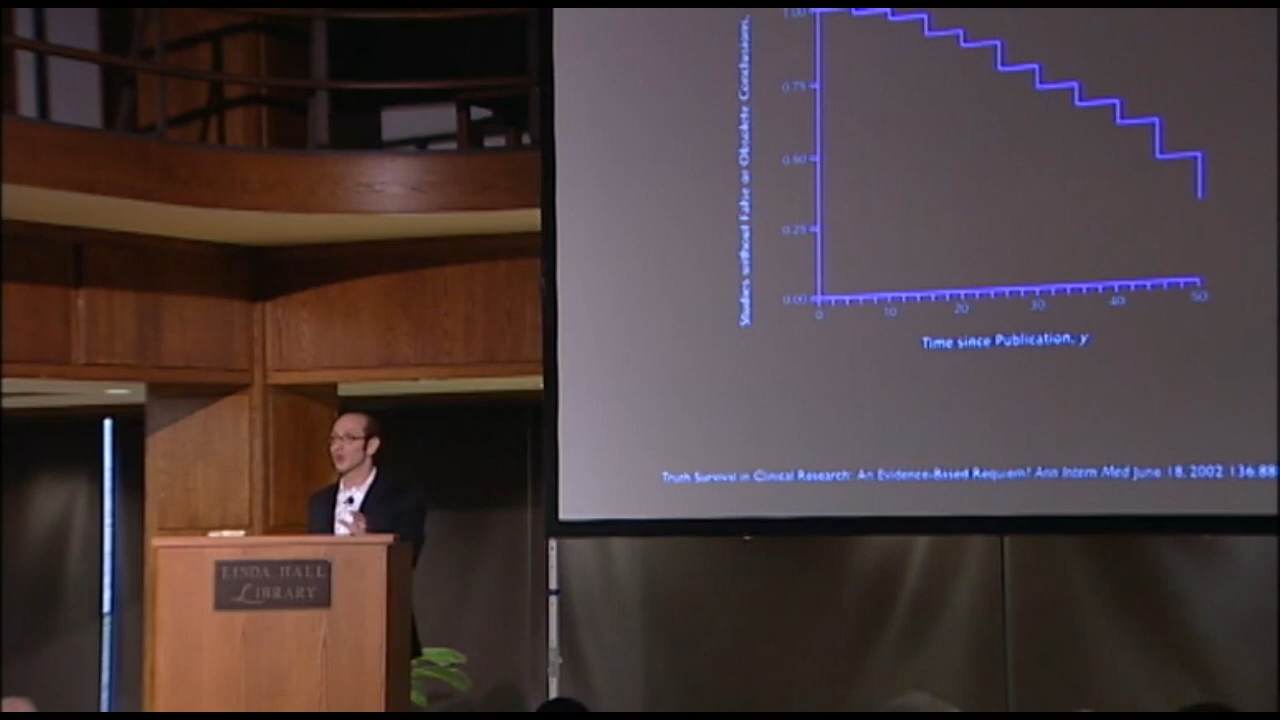 1.00
0.75
0.50
0.25
0.00
Studies without False or Obsolete Conclusions,
0 10 20 30 40 50
Time since Publication, y
Truth Survival in Clinical Research: An Evidence-Based Requiem? Ann Intern Med June 18, 2002 136:88
LINDA HALL
LIBRARY